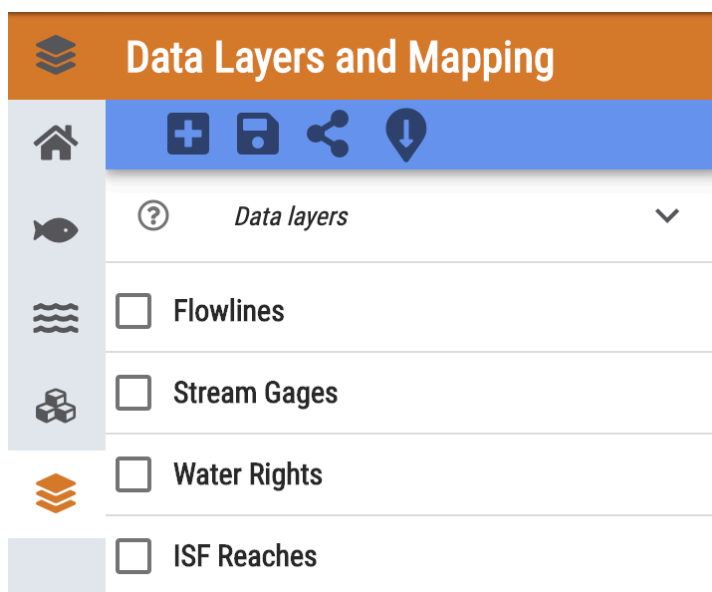 Data Layers and Mapping
Data layers
Flowlines
Stream Gages
Water Rights
ISF Reaches